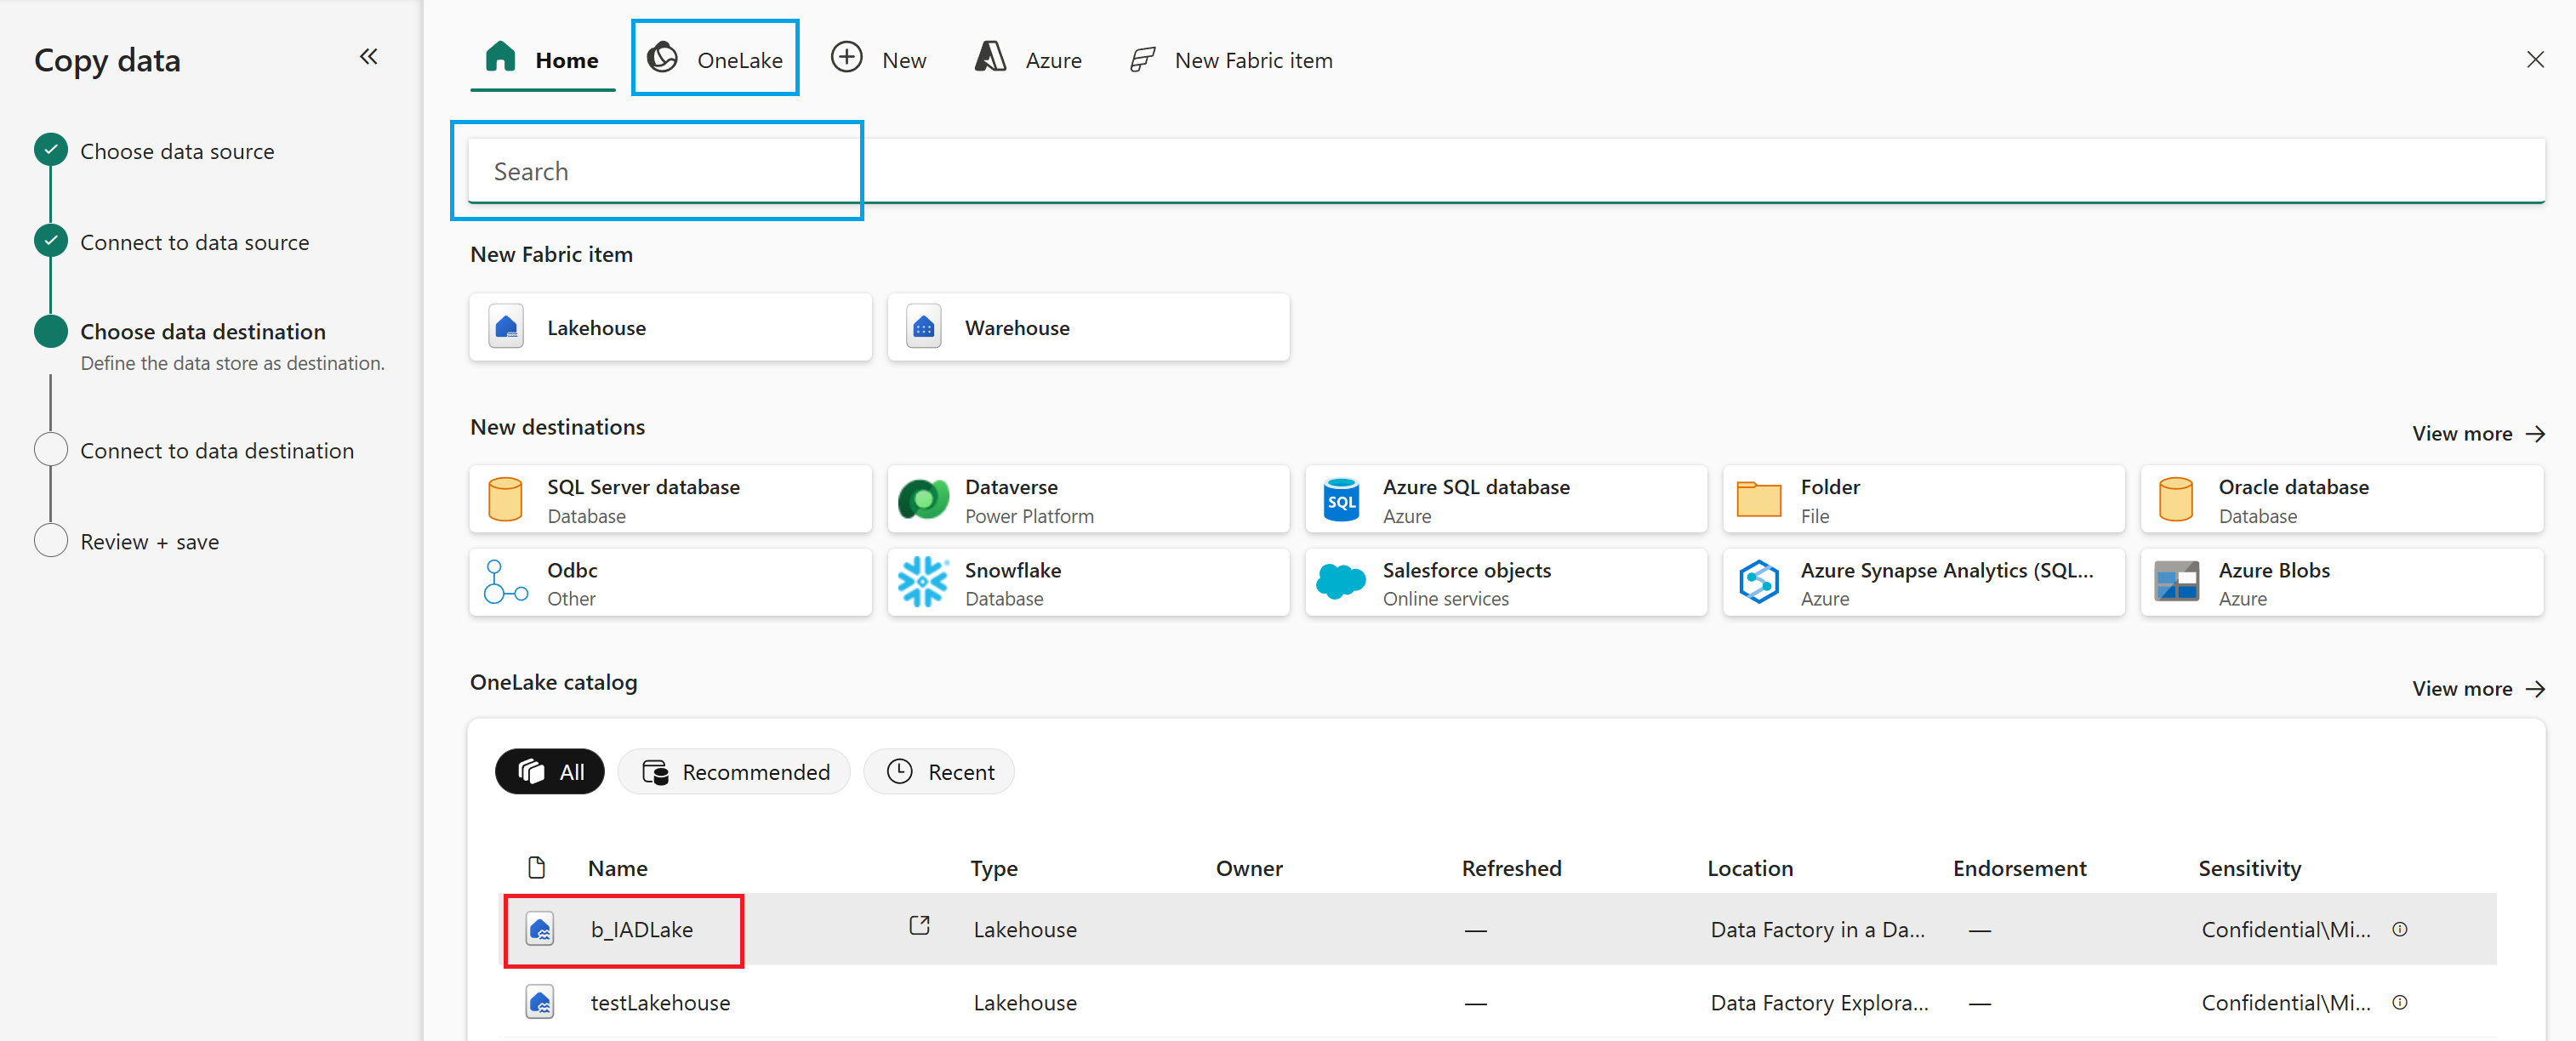 Copy data
Choose data source
Connect to data source
Choose data destination
Define the data store as destination.
Connect to data destination
Review + save
Home
OneLake
New
Azure
New Fabric item
Search
New Fabric item
Lakehouse
Warehouse
New destinations
View more
SQL Server database
Database
Dataverse
Power Platform
SQL
Azure SQL database
Azure
Folder
File
Oracle database
Database
Odbc
Other
Snowflake
Database
Salesforce objects
Online services
Azure Synapse Analytics (SQL...
Azure
Azure Blobs
Azure
OneLake catalog
View more
All
Recommended
Recent
Name Type Owner Refreshed Location Endorsement Sensitivity
b_IADLake Lakehouse — Data Factory in a Da... — Confidential\Mi...
testLakehouse Lakehouse — Data Factory Explora... — Confidential\Mi...